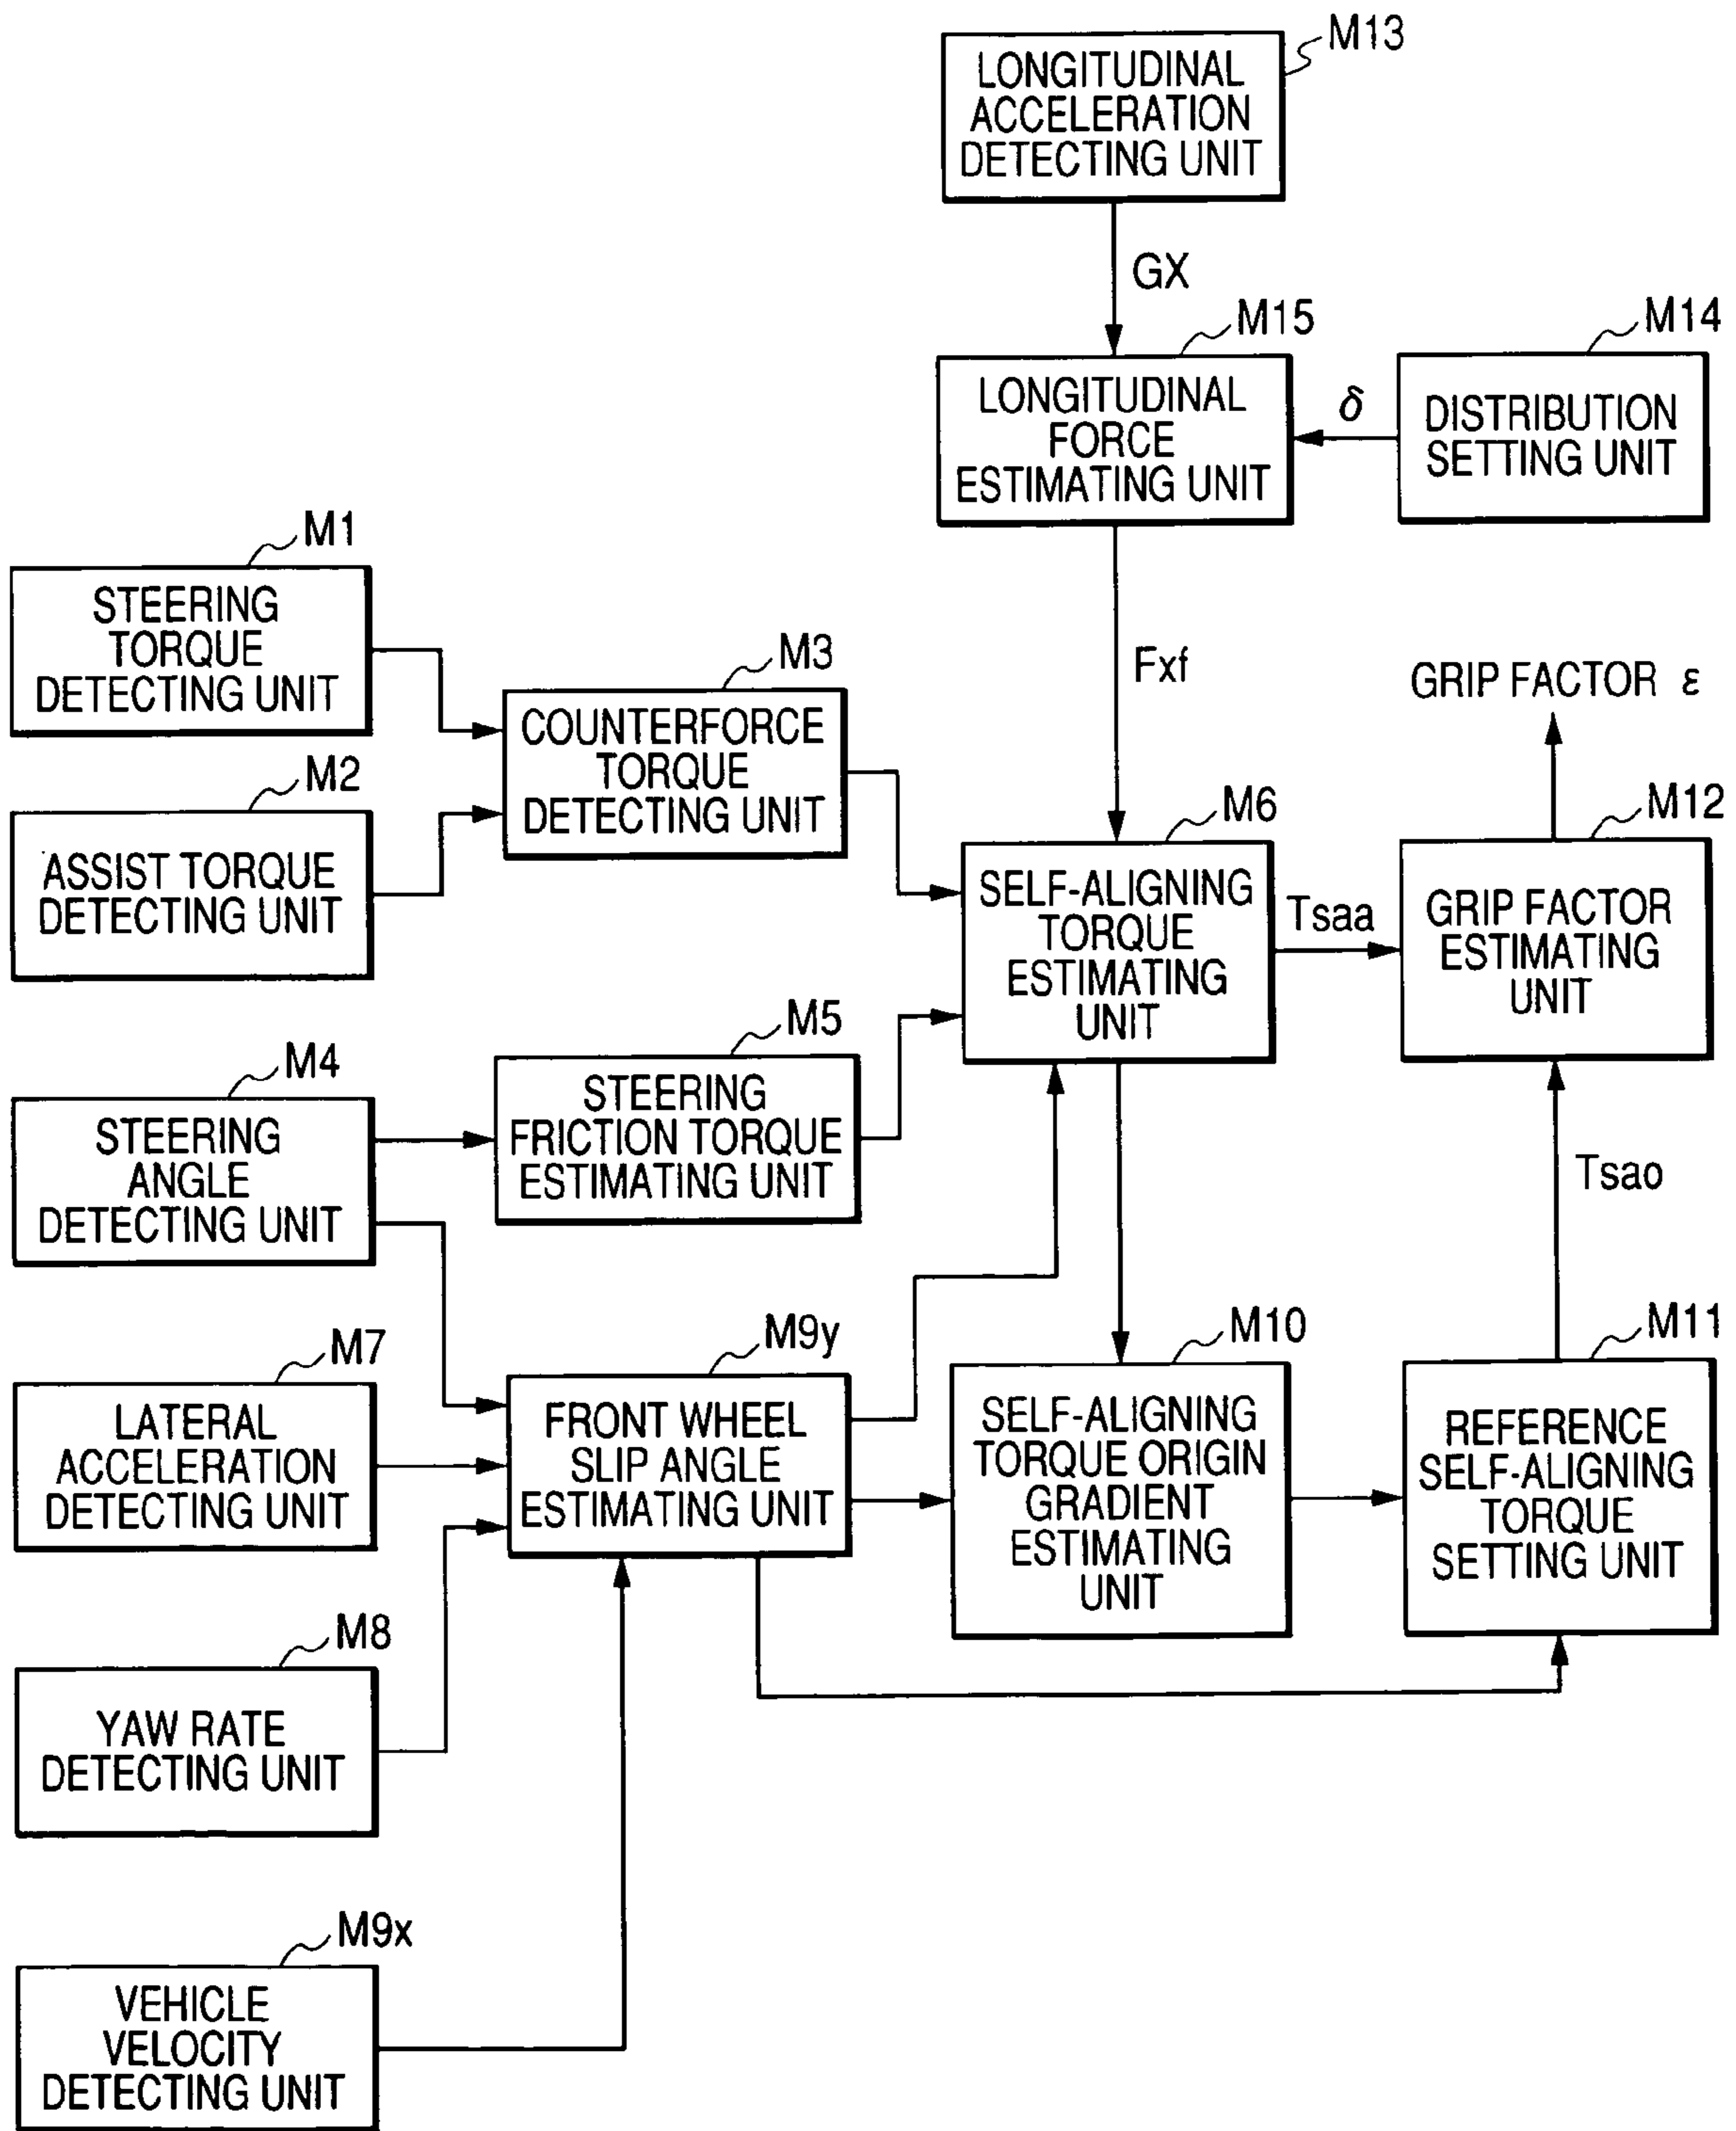 M13
LONGITUDINAL
ACCELERATION
DETECTING UNIT
GX
M15
LONGITUDINAL
FORCE
ESTIMATING UNIT
δ
M14
DISTRIBUTION
SETTING UNIT
M1
STEERING
TORQUE
DETECTING UNIT
M3
COUNTERFORCE
TORQUE
DETECTING UNIT
Fxf
GRIP FACTOR ε
M2
ASSIST TORQUE
DETECTING UNIT
M6
SELF-ALIGNING
TORQUE
ESTIMATING
UNIT
Tsaa
M12
GRIP FACTOR
ESTIMATING
UNIT
M4
STEERING
ANGLE
DETECTING UNIT
M5
STEERING
FRICTION TORQUE
ESTIMATING UNIT
Tsao
M7
LATERAL
ACCELERATION
DETECTING UNIT
M9y
FRONT WHEEL
SLIP ANGLE
ESTIMATING UNIT
M10
SELF-ALIGNING
TORQUE ORIGIN
GRADIENT
ESTIMATING
UNIT
M11
REFERENCE
SELF-ALIGNING
TORQUE
SETTING UNIT
M8
YAW RATE
DETECTING UNIT
M9x
VEHICLE
VELOCITY
DETECTING UNIT